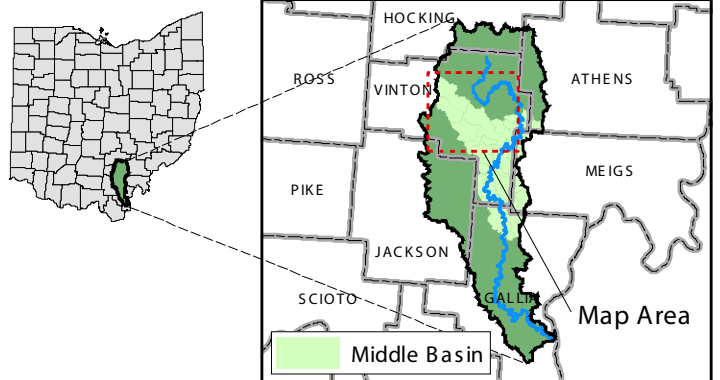 HOCKING
ROSS
VINTON
ATHENS
PIKE
MEIGS
JACKSON
SCIOTO
GALLIA
Map Area
Middle Basin